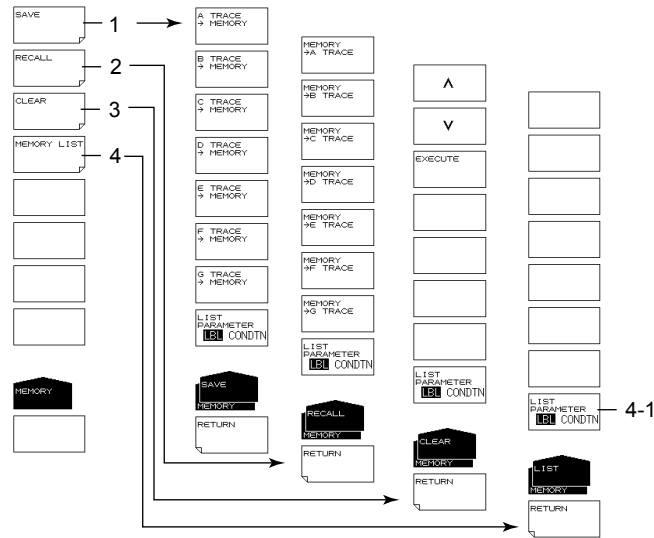 SAVE
1
RECALL
2
CLEAR
3
MEMORY LIST
4
MEMORY
A TRACE
→ MEMORY
B TRACE
→ MEMORY
C TRACE
→ MEMORY
D TRACE
→ MEMORY
E TRACE
→ MEMORY
F TRACE
→ MEMORY
G TRACE
→ MEMORY
LIST
PARAMETER
LBL CONDTN
SAVE
MEMORY
RETURN
MEMORY
→A TRACE
MEMORY
→B TRACE
MEMORY
→C TRACE
MEMORY
→D TRACE
MEMORY
→E TRACE
MEMORY
→F TRACE
MEMORY
→G TRACE
LIST
PARAMETER
LBL CONDTN
RECALL
MEMORY
RETURN
∧
∨
EXECUTE
LIST
PARAMETER
LBL CONDTN
CLEAR
MEMORY
RETURN
LIST
PARAMETER
LBL CONDTN
4-1
LIST
MEMORY
RETURN